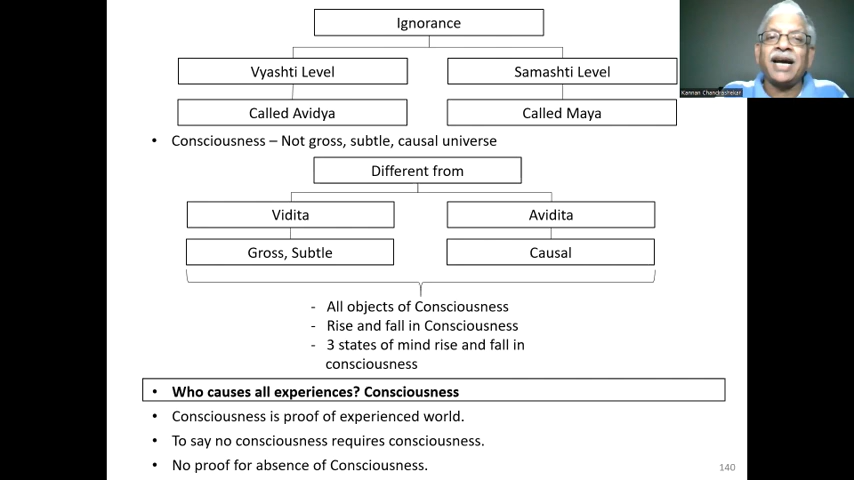 Ignorance
Vyashti Level
Samashti Level
Called Avidya
Called Maya
• Consciousness – Not gross, subtle, causal universe
Different from
Vidita
Avidita
Gross, Subtle
Causal
- All objects of Consciousness
- Rise and fall in Consciousness
- 3 states of mind rise and fall in
consciousness
• Who causes all experiences? Consciousness
• Consciousness is proof of experienced world.
• To say no consciousness requires consciousness.
• No proof for absence of Consciousness.
140
Kannan Chandrashekar